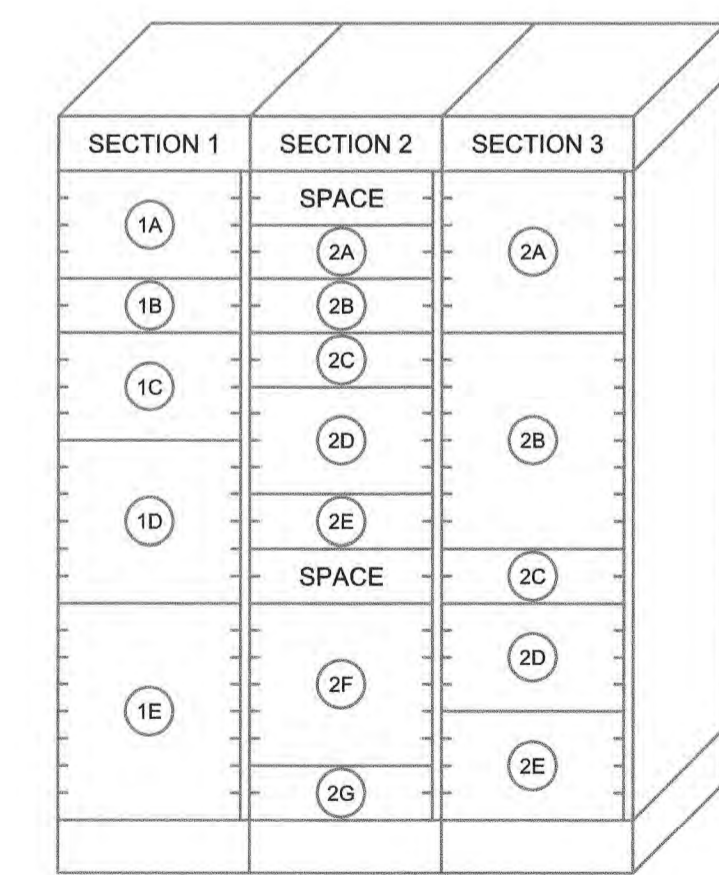 SECTION 1
1A
1B
1C
1D
1E
SECTION 2
SPACE
2A
2B
2C
2D
2E
SPACE
2F
2G
SECTION 3
2A
2B
2C
2D
2E